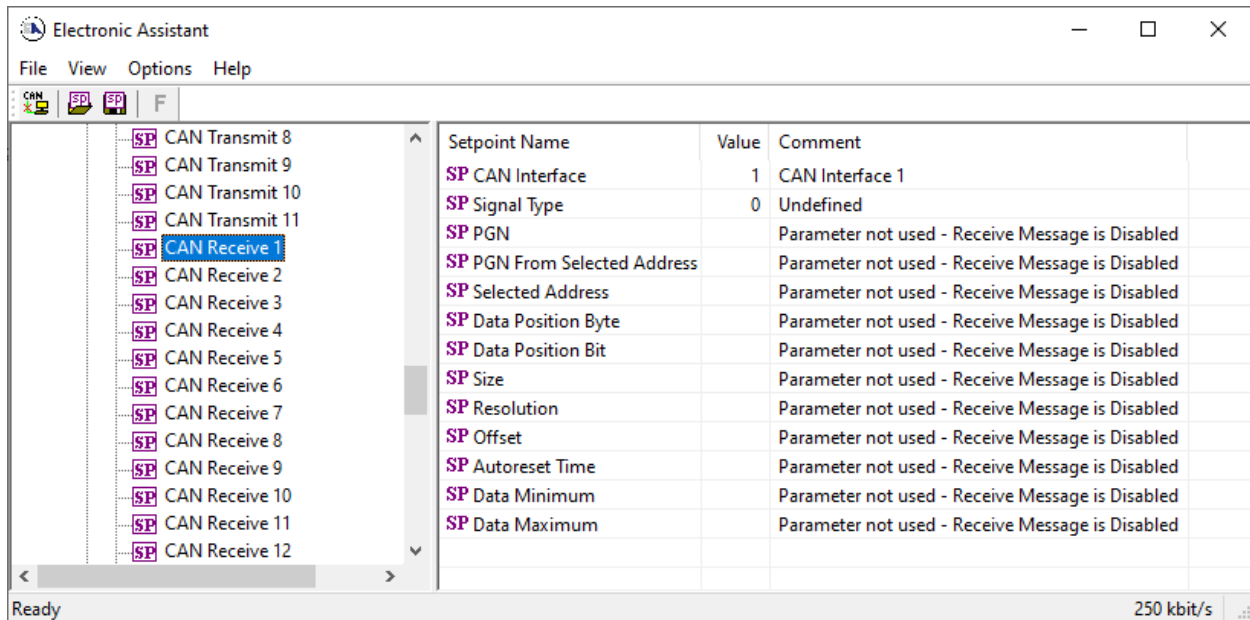 Electronic Assistant
File View Options Help
CAN SP SP F
SP CAN Transmit 8
SP CAN Transmit 9
SP CAN Transmit 10
SP CAN Transmit 11
SP CAN Receive 1
SP CAN Receive 2
SP CAN Receive 3
SP CAN Receive 4
SP CAN Receive 5
SP CAN Receive 6
SP CAN Receive 7
SP CAN Receive 8
SP CAN Receive 9
SP CAN Receive 10
SP CAN Receive 11
SP CAN Receive 12
Setpoint Name Value Comment
SP CAN Interface 1 CAN Interface 1
SP Signal Type 0 Undefined
SP PGN Parameter not used - Receive Message is Disabled
SP PGN From Selected Address Parameter not used - Receive Message is Disabled
SP Selected Address Parameter not used - Receive Message is Disabled
SP Data Position Byte Parameter not used - Receive Message is Disabled
SP Data Position Bit Parameter not used - Receive Message is Disabled
SP Size Parameter not used - Receive Message is Disabled
SP Resolution Parameter not used - Receive Message is Disabled
SP Offset Parameter not used - Receive Message is Disabled
SP Autoreset Time Parameter not used - Receive Message is Disabled
SP Data Minimum Parameter not used - Receive Message is Disabled
SP Data Maximum Parameter not used - Receive Message is Disabled
Ready 250 kbit/s